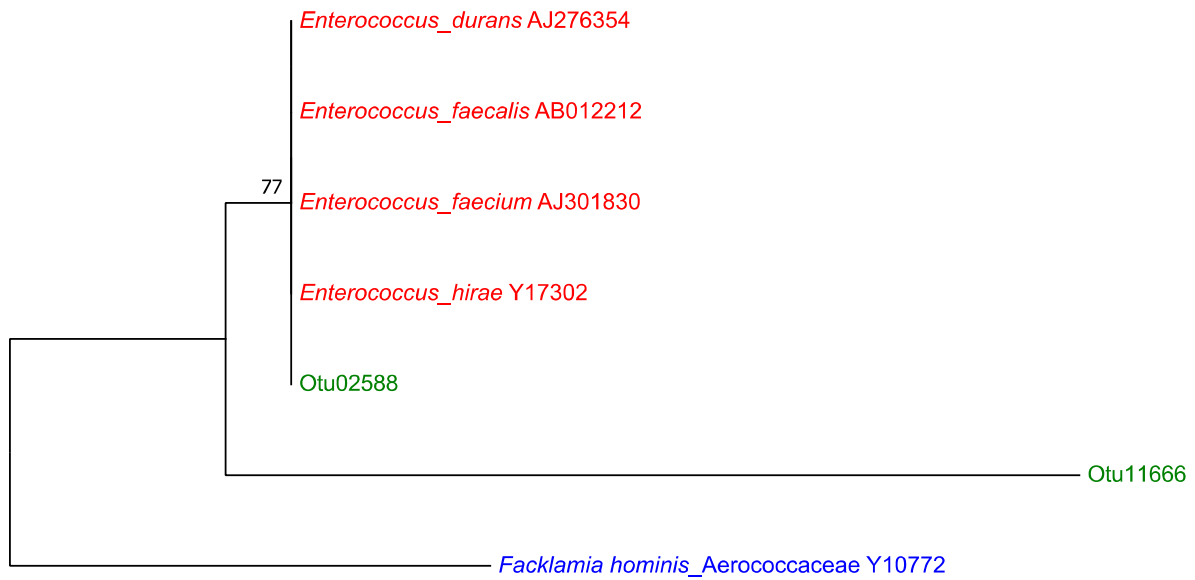 Enterococcus_durans AJ276354
Enterococcus_faecalis AB012212
77
Enterococcus_faecium AJ301830
Enterococcus_hirae Y17302
Otu02588
Otu11666
Facklamia hominis_Aerococcaceae Y10772